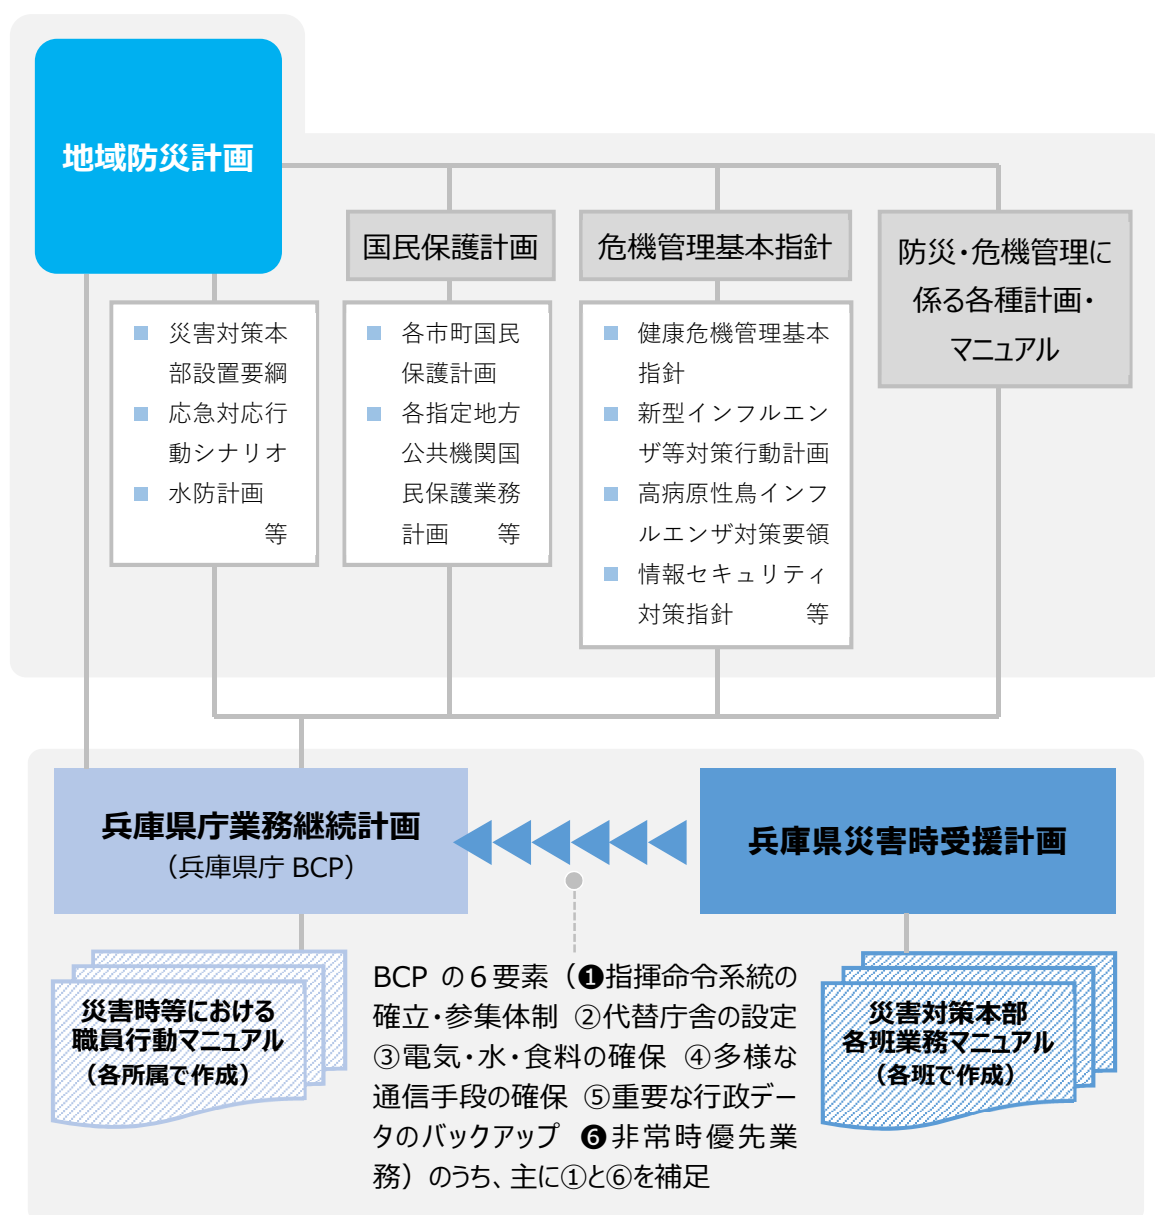 地域防災計画
国民保護計画
危機管理基本指針
防災・危機管理に
係る各種計画・
マニュアル
■ 災害対策本
部設置要綱
■ 応急対応行
動シナリオ
■ 水防計画
等
■ 各市町国民
保護計画
■ 各指定地方
公共機関国
民保護業務
計画 等
■ 健康危機管理基本
指針
■ 新型インフルエン
ザ等対策行動計画
■ 高病原性鳥インフ
ルエンザ対策要領
■ 情報セキュリティ
対策指針 等
兵庫県庁業務継続計画
（兵庫県庁 BCP）
兵庫県災害時受援計画
災害時等における
職員行動マニュアル
（各所属で作成）
BCP の６要素（❶指揮命令系統の
確立・参集体制 ②代替庁舎の設定
③電気・水・食料の確保 ④多様な
通信手段の確保 ⑤重要な行政デー
タのバックアップ ❻非常時優先業
務）のうち、主に①と⑥を補足
災害対策本部
各班業務マニュアル
（各班で作成）